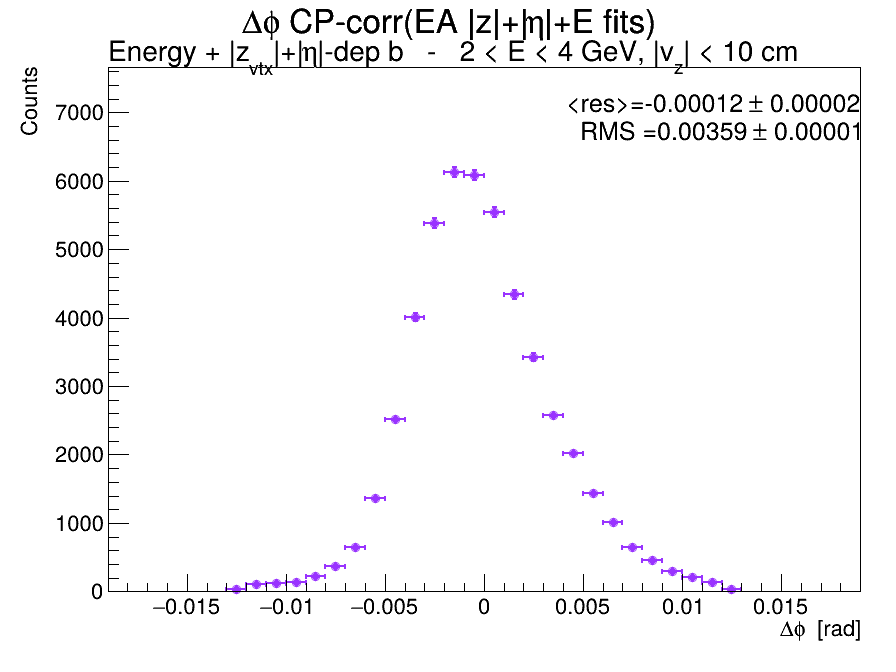 Δϕ CP-corr(EA |z|+|η|+E fits)
Energy + |z_vtx|+|η|-dep b - 2 < E < 4 GeV, |v_z| < 10 cm
<res>=-0.00012 ± 0.00002
RMS =0.00359 ± 0.00001
Counts
7000
6000
5000
4000
3000
2000
1000
0
−0.015 −0.01 −0.005 0 0.005 0.01 0.015
Δϕ [rad]